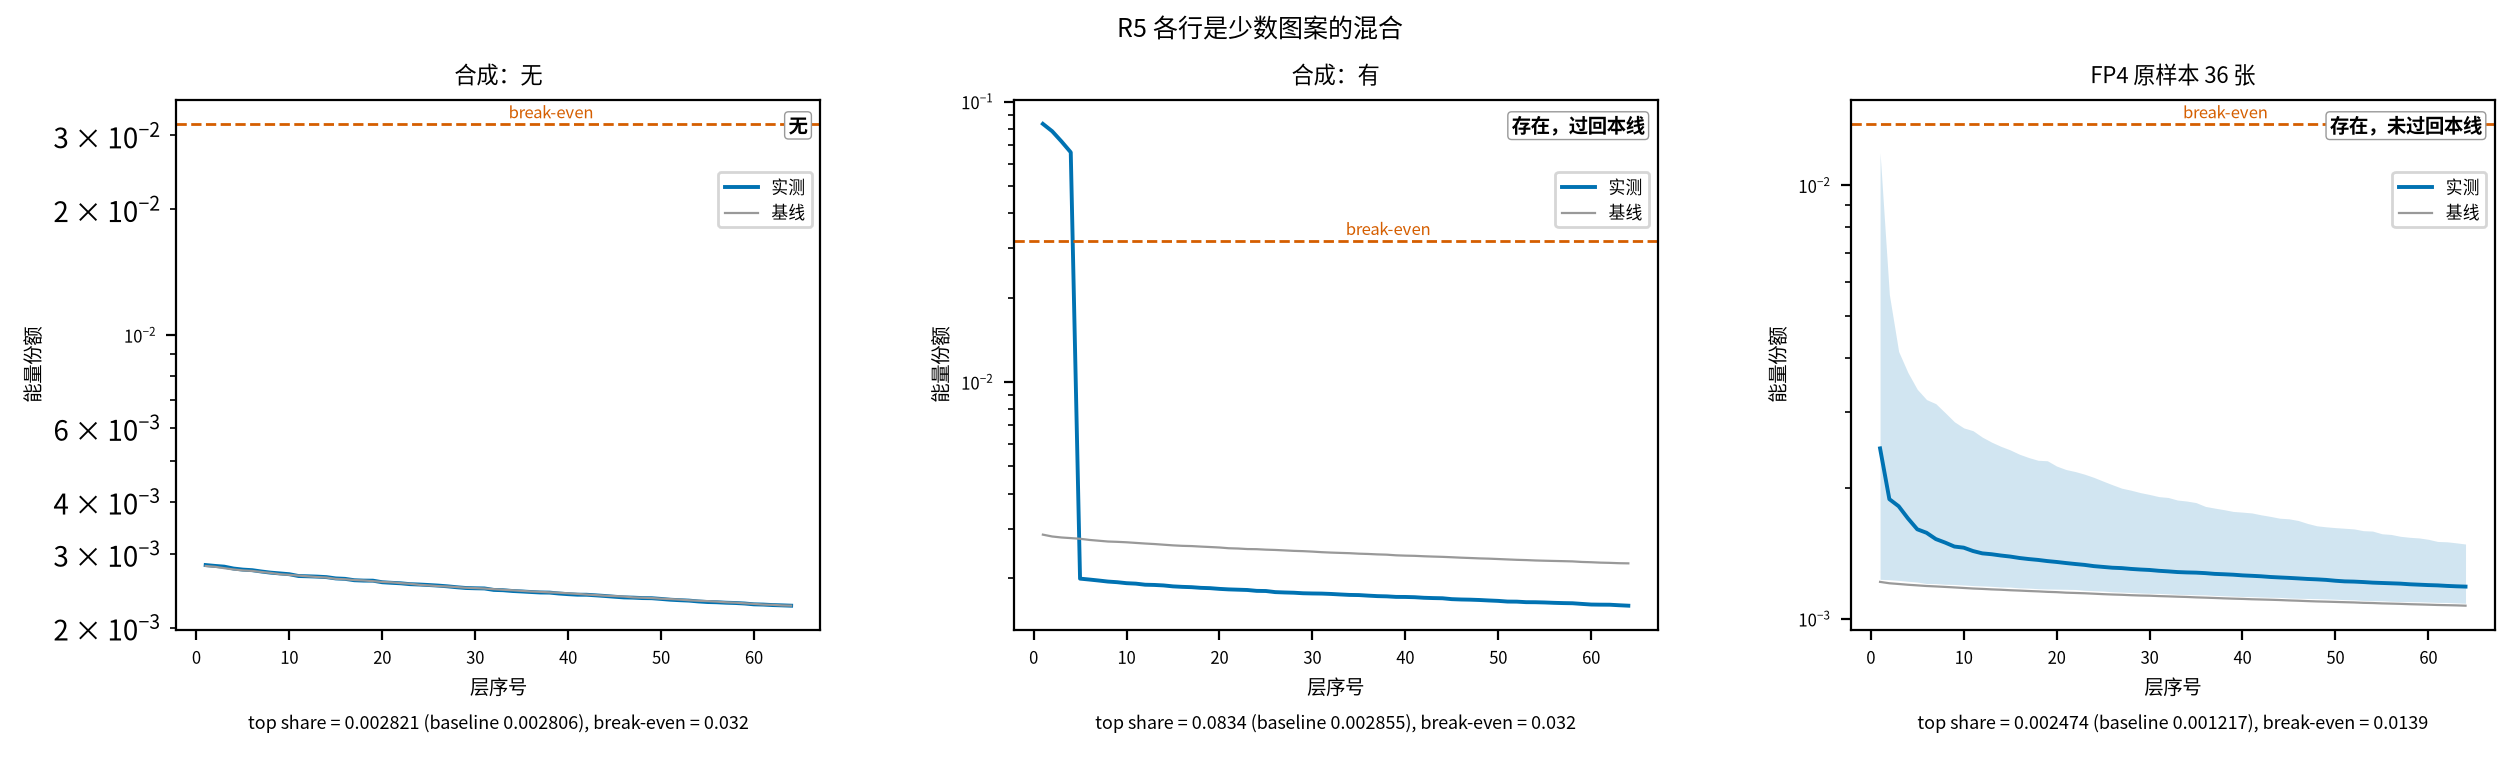 R5 各行是少数图案的混合
合成：无
break-even
无
实测
基线
3 × 10⁻²
2 × 10⁻²
10⁻²
6 × 10⁻³
4 × 10⁻³
3 × 10⁻³
2 × 10⁻³
能量份额
0 10 20 30 40 50 60
层序号
top share = 0.002821 (baseline 0.002806), break-even = 0.032
合成：有
存在，过回本线
实测
基线
break-even
10⁻¹
10⁻²
能量份额
0 10 20 30 40 50 60
层序号
top share = 0.0834 (baseline 0.002855), break-even = 0.032
FP4 原样本 36 张
break-even
存在，未过回本线
实测
基线
10⁻²
10⁻³
能量份额
0 10 20 30 40 50 60
层序号
top share = 0.002474 (baseline 0.001217), break-even = 0.0139